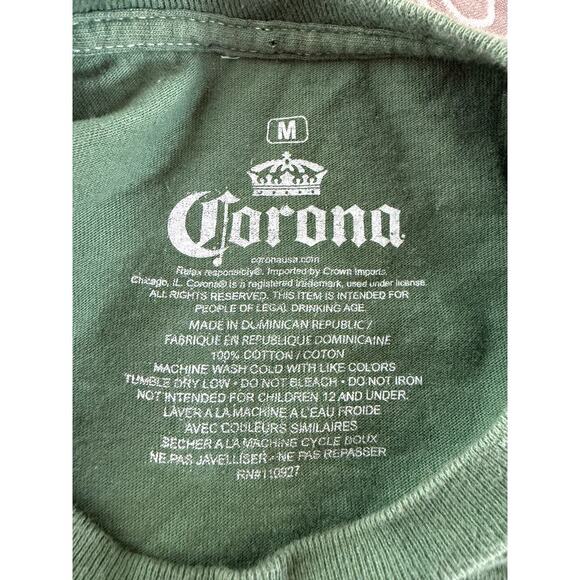 M
Corona
coronausa.com
Relax responsibly®. Imported by Crown Imports,
Chicago, IL. Corona® is a registered trademark, used under license.
ALL RIGHTS RESERVED. THIS ITEM IS INTENDED FOR
PEOPLE OF LEGAL DRINKING AGE.
MADE IN DOMINICAN REPUBLIC /
FABRIQUE EN REPUBLIQUE DOMINICAINE
100% COTTON / COTON
MACHINE WASH COLD WITH LIKE COLORS
TUMBLE DRY LOW • DO NOT BLEACH • DO NOT IRON
NOT INTENDED FOR CHILDREN 12 AND UNDER.
LAVER A LA MACHINE A L'EAU FROIDE
AVEC COULEURS SIMILAIRES
SECHER A LA MACHINE CYCLE DOUX
NE PAS JAVELLISER • NE PAS REPASSER
RN#110927